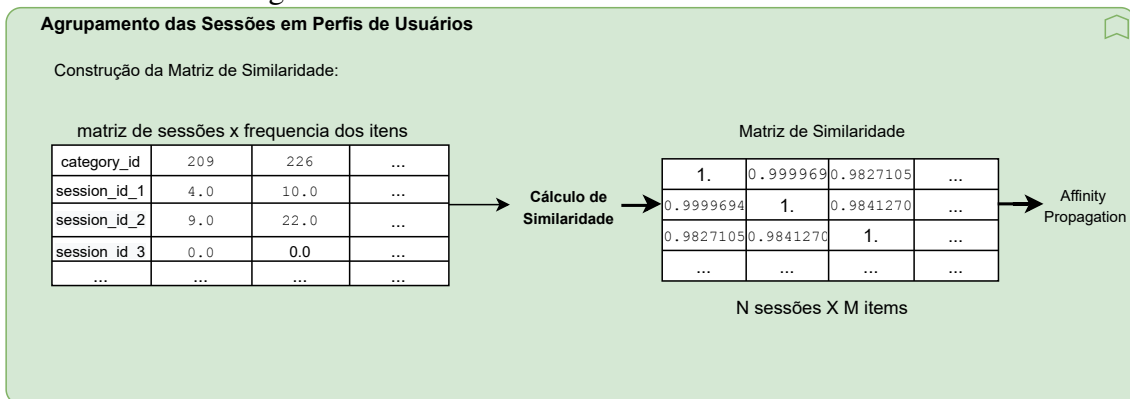 Agrupamento das Sessões em Perfis de Usuários
Construção da Matriz de Similaridade:
matriz de sessões x frequencia dos itens
category_id 209 226 ...
session_id_1 4.0 10.0 ...
session_id_2 9.0 22.0 ...
session_id_3 0.0 0.0 ...
... ... ... ...
Cálculo de
Similaridade
Matriz de Similaridade
1. 0.999969 0.9827105 ...
0.9999694 1. 0.9841270 ...
0.9827105 0.9841270 1. ...
... ... ... ...
N sessões X M items
Affinity
Propagation